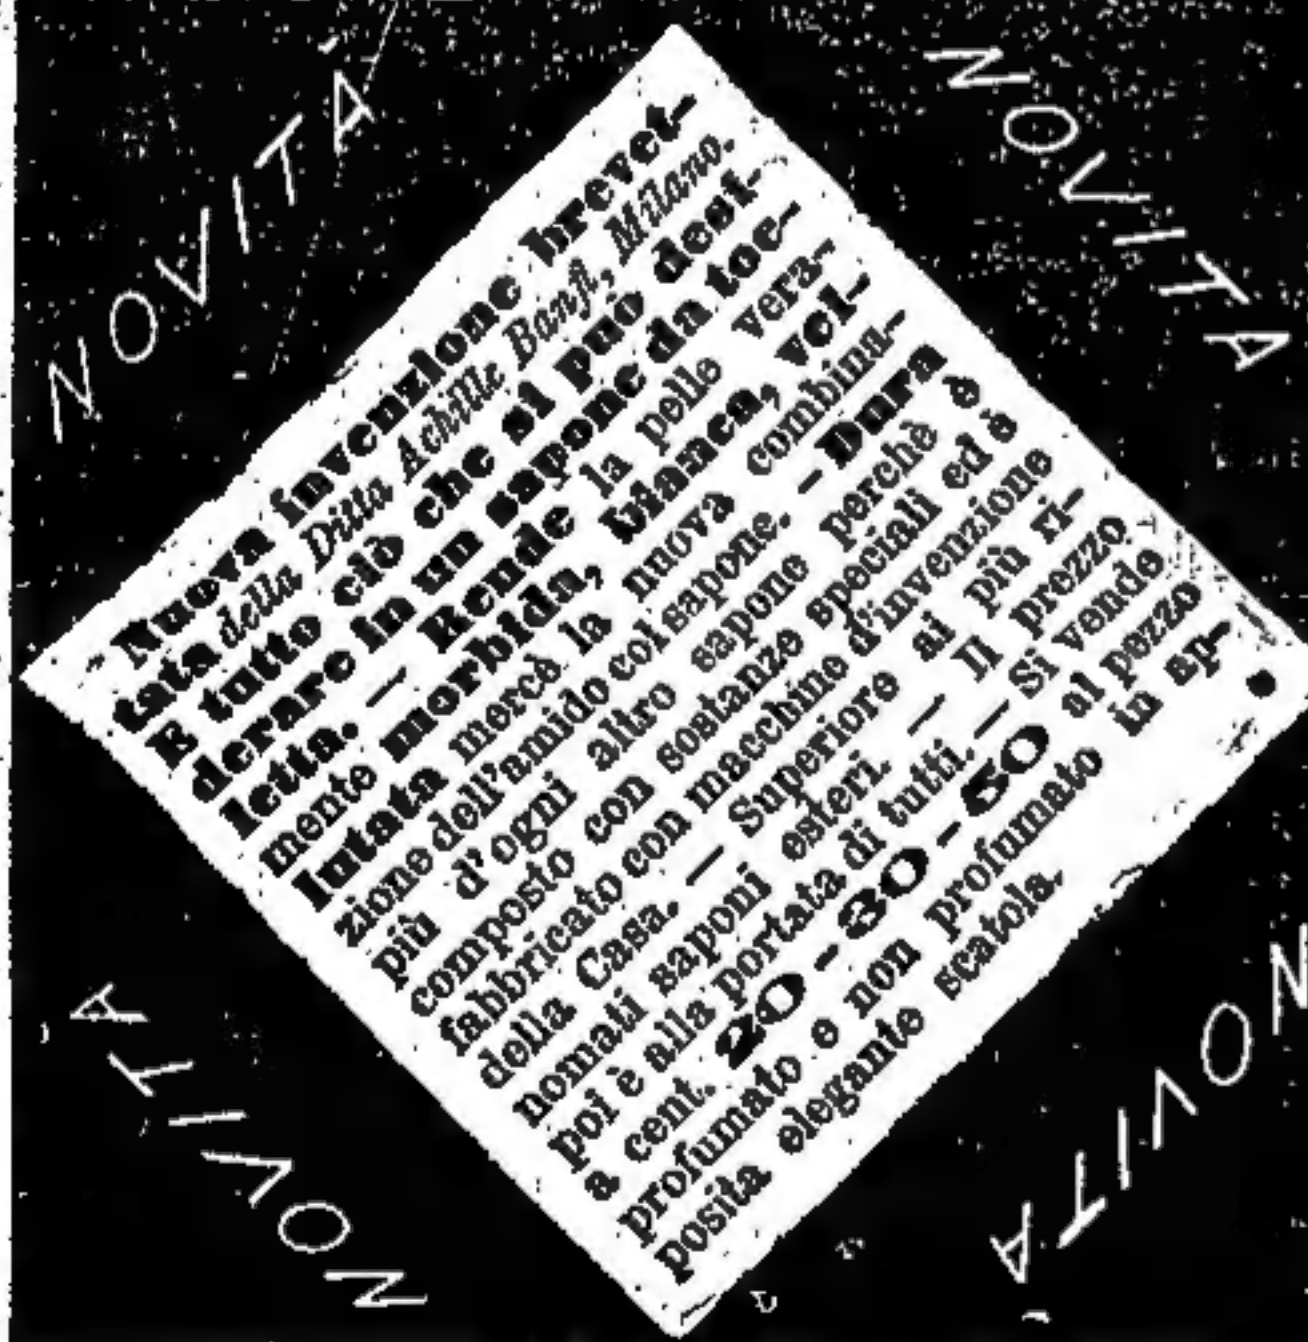 NOVITÀ
NOVITÀ
Nuova invenzione brevet-
tata della Ditta Achille Banfi, Milano.
E tutto ciò che si può desi-
derare in un sapone da toe-
letta. — Rende la pelle vera-
mente morbida, bianca, vel-
lutata mercè la nuova combina-
zione dell'amido col sapone. — Dura
più d'ogni altro sapone perchè è
composto con sostanze speciali ed è
fabbricato con macchine d'invenzione
della Casa. — Superiore ai più ri-
nomati saponi esteri. — Il prezzo
poi è alla portata di tutti. — Si vende
a cent. 20-30-50 al pezzo
profumato e non profumato in ap-
posita elegante scatola.
NOVITA
NOVITÀ